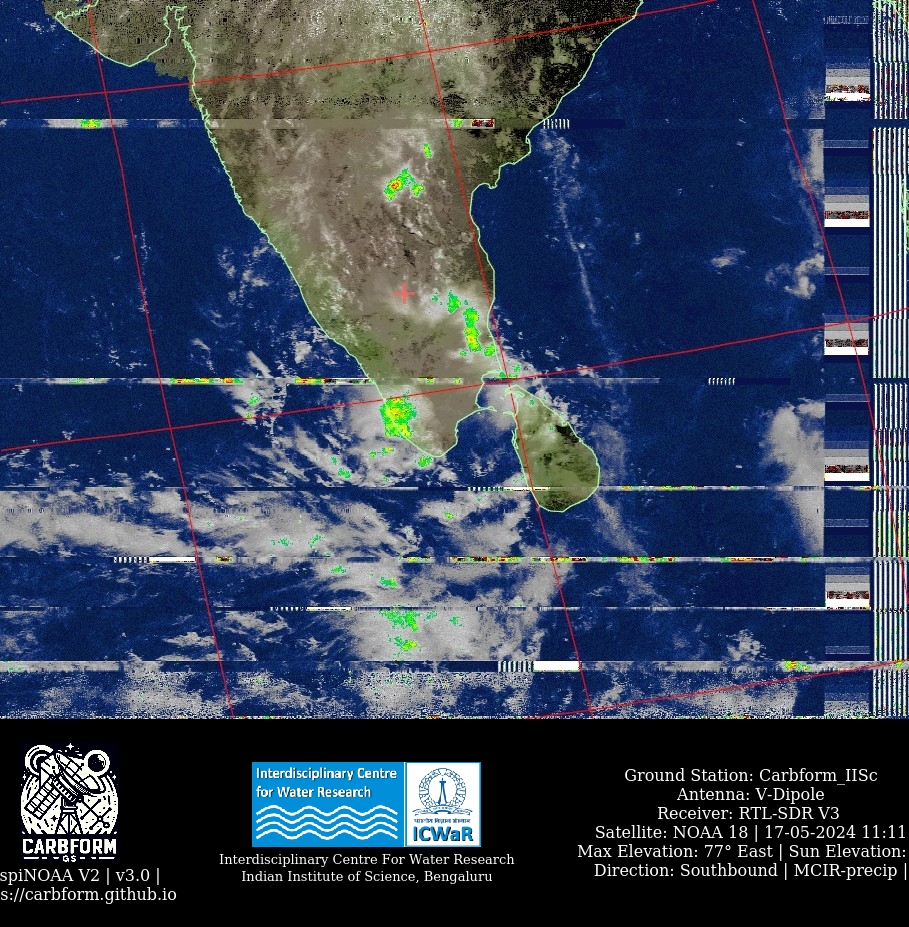 CARBFORM
GS
spiNOAA V2 | v3.0 |
s://carbform.github.io
Interdisciplinary Centre
for Water Research
भारतीय विज्ञान संस्थान
ICWaR
Interdisciplinary Centre For Water Research
Indian Institute of Science, Bengaluru
Ground Station: Carbform_IISc
Antenna: V-Dipole
Receiver: RTL-SDR V3
Satellite: NOAA 18 | 17-05-2024 11:11
Max Elevation: 77° East | Sun Elevation:
Direction: Southbound | MCIR-precip |